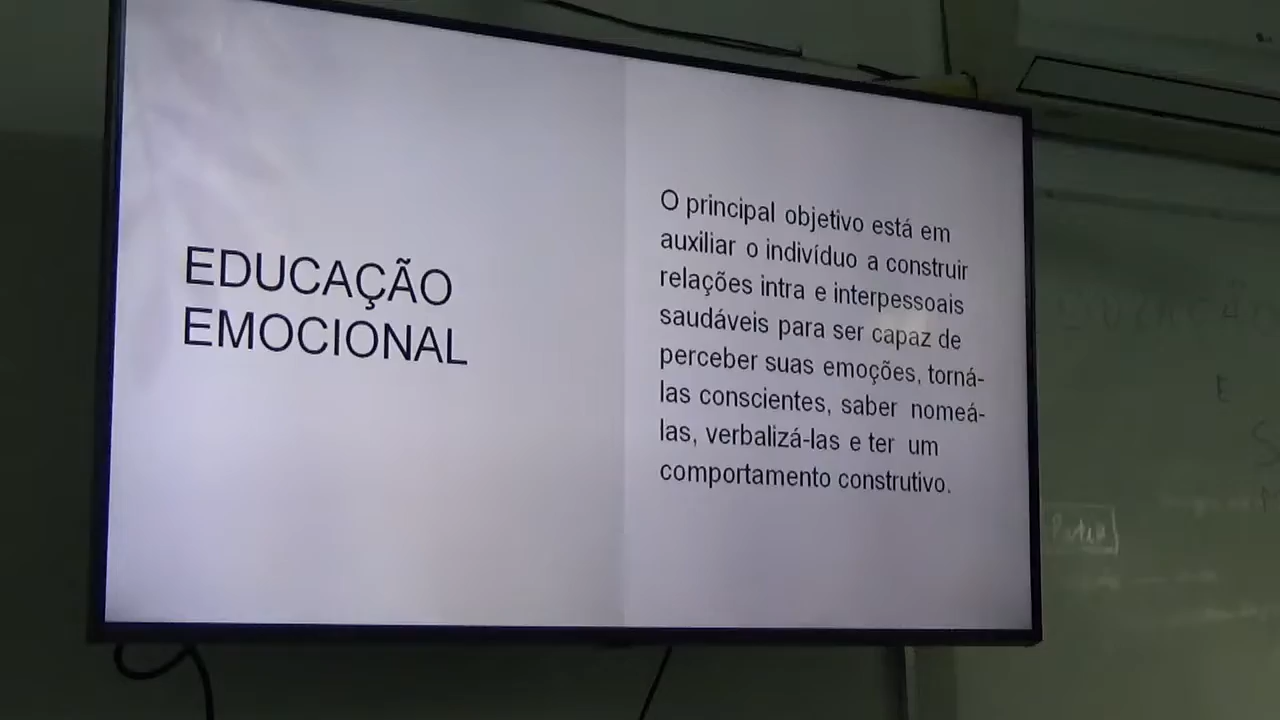 EDUCAÇÃO
EMOCIONAL
O principal objetivo está em
auxiliar o indivíduo a construir
relações intra e interpessoais
saudáveis para ser capaz de
perceber suas emoções, torná-
las conscientes, saber nomeá-
las, verbalizá-las e ter um
comportamento construtivo.